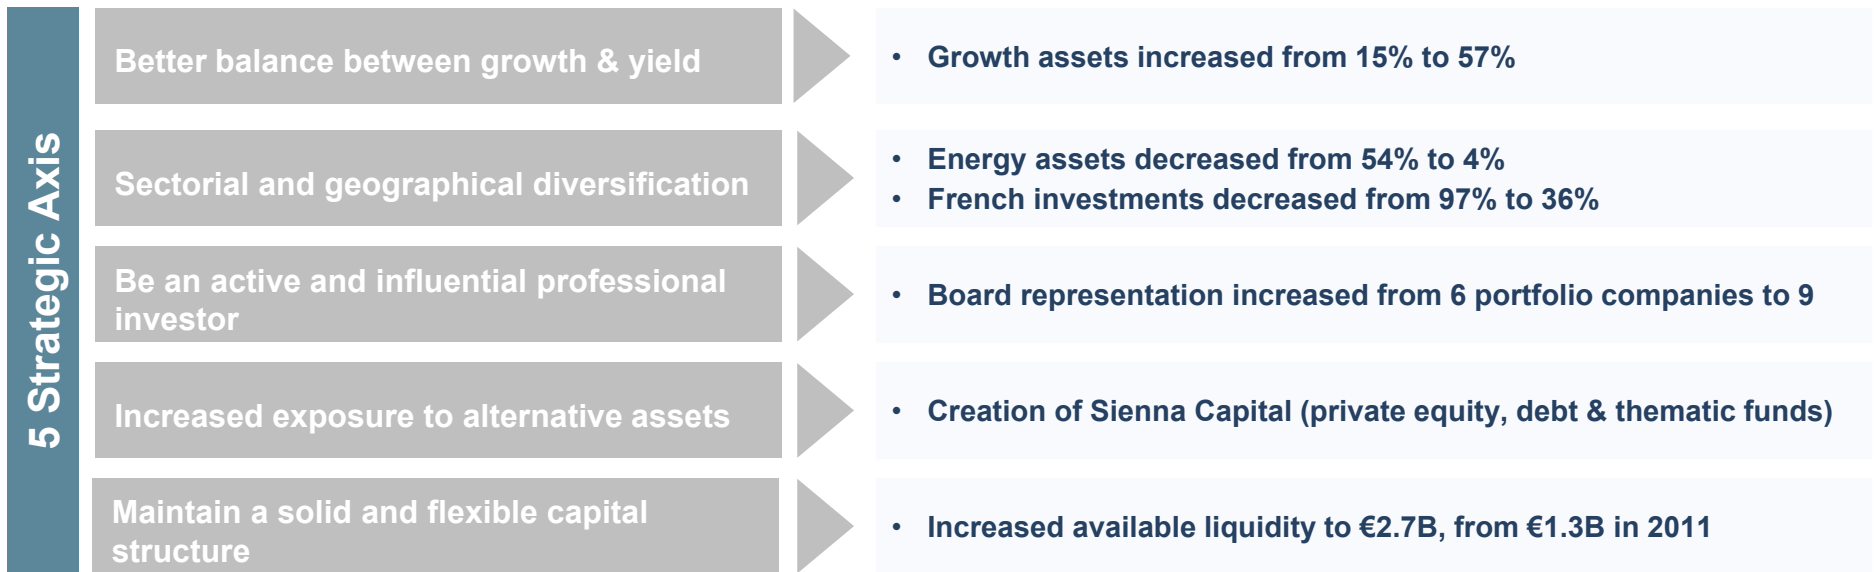 5 Strategic Axis
Better balance between growth & yield
• Growth assets increased from 15% to 57%
Sectorial and geographical diversification
• Energy assets decreased from 54% to 4%
• French investments decreased from 97% to 36%
Be an active and influential professional
investor
• Board representation increased from 6 portfolio companies to 9
Increased exposure to alternative assets
• Creation of Sienna Capital (private equity, debt & thematic funds)
Maintain a solid and flexible capital
structure
• Increased available liquidity to €2.7B, from €1.3B in 2011